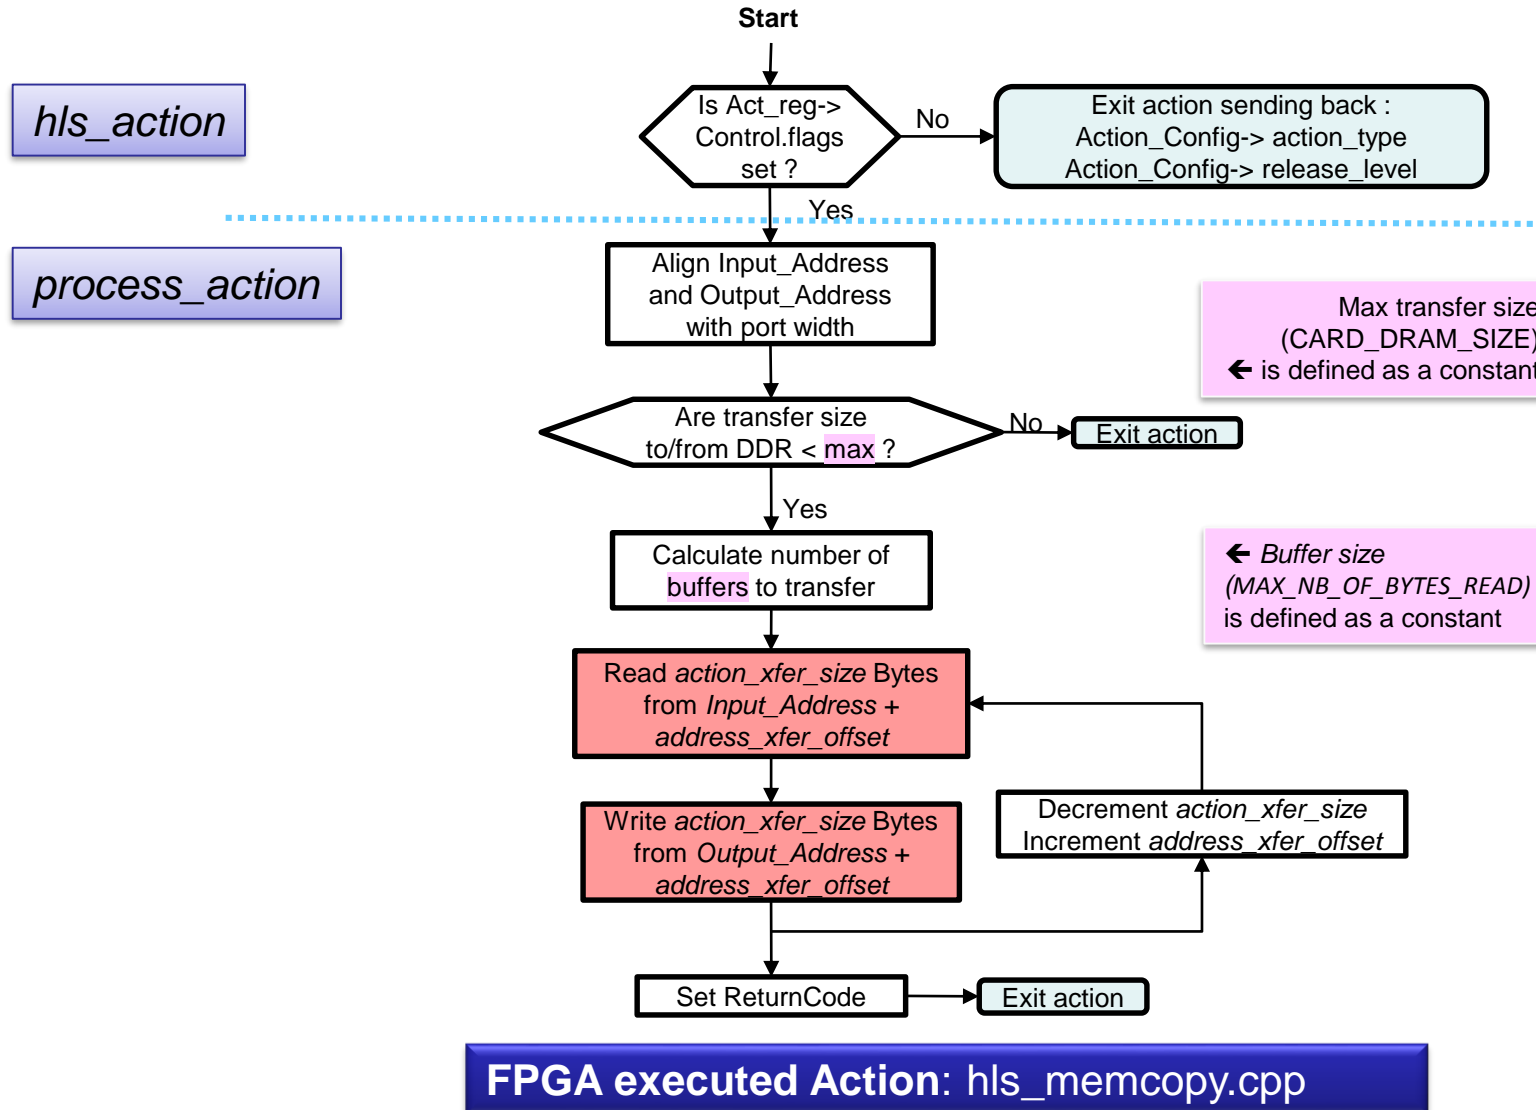 Start
hls_action
Is Act_reg->
Control.flags
set ?
No
Exit action sending back :
Action_Config-> action_type
Action_Config-> release_level
Yes
process_action
Align Input_Address
and Output_Address
with port width
Max transfer size
(CARD_DRAM_SIZE)
← is defined as a constant
Are transfer size
to/from DDR < max ?
No
Exit action
Yes
Calculate number of
buffers to transfer
← Buffer size
(MAX_NB_OF_BYTES_READ)
is defined as a constant
Read action_xfer_size Bytes
from Input_Address +
address_xfer_offset
Decrement action_xfer_size
Increment address_xfer_offset
Write action_xfer_size Bytes
from Output_Address +
address_xfer_offset
Set ReturnCode
Exit action
FPGA executed Action: hls_memcopy.cpp